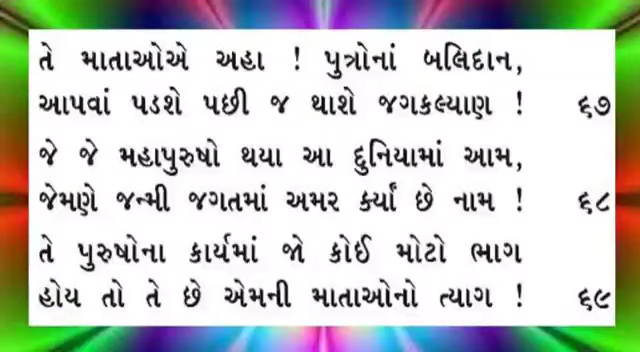 તે માતાઓએ અહા ! પુત્રોનાં બલિદાન,
આપવાં પડશે પછી જ થાશે જગકલ્યાણ ! ૬૭
જે જે મહાપુરુષો થયા આ દુનિયામાં આમ,
જેમણે જન્મી જગતમાં અમર કર્યાં છે નામ ! ૬૮
તે પુરુષોના કાર્યમાં જો કોઈ મોટો ભાગ
હોય તો તે છે એમની માતાઓનો ત્યાગ ! ૬૯